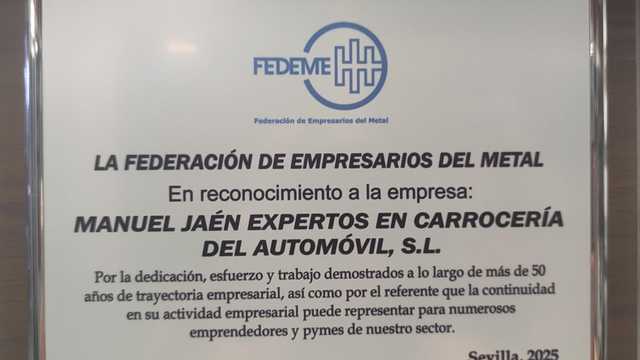 FEDEME
Federación de Empresarios del Metal
LA FEDERACIÓN DE EMPRESARIOS DEL METAL
En reconocimiento a la empresa:
MANUEL JAÉN EXPERTOS EN CARROCERÍA
DEL AUTOMÓVIL, S.L.
Por la dedicación, esfuerzo y trabajo demostrados a lo largo de más de 50
años de trayectoria empresarial, así como por el referente que la continuidad
en su actividad empresarial puede representar para numerosos
emprendedores y pymes de nuestro sector.
Sevilla, 2025